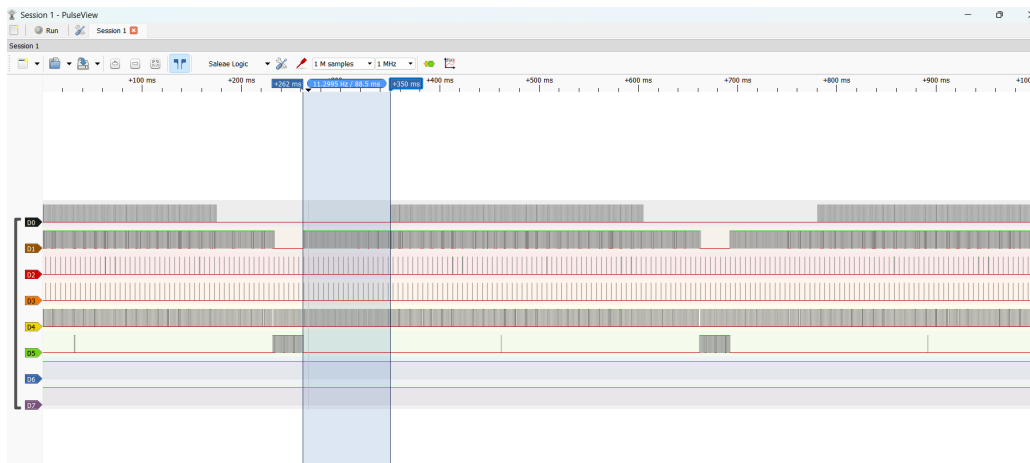 Session 1 - PulseView
Run Session 1
Session 1
Saleae Logic 1 M samples 1 MHz
+100 ms +200 ms +400 ms +500 ms +600 ms +700 ms +800 ms +900 ms
+262 ms 11.2995 Hz / 88.5 ms +350 ms
D0
D1
D2
D3
D4
D5
D6
D7